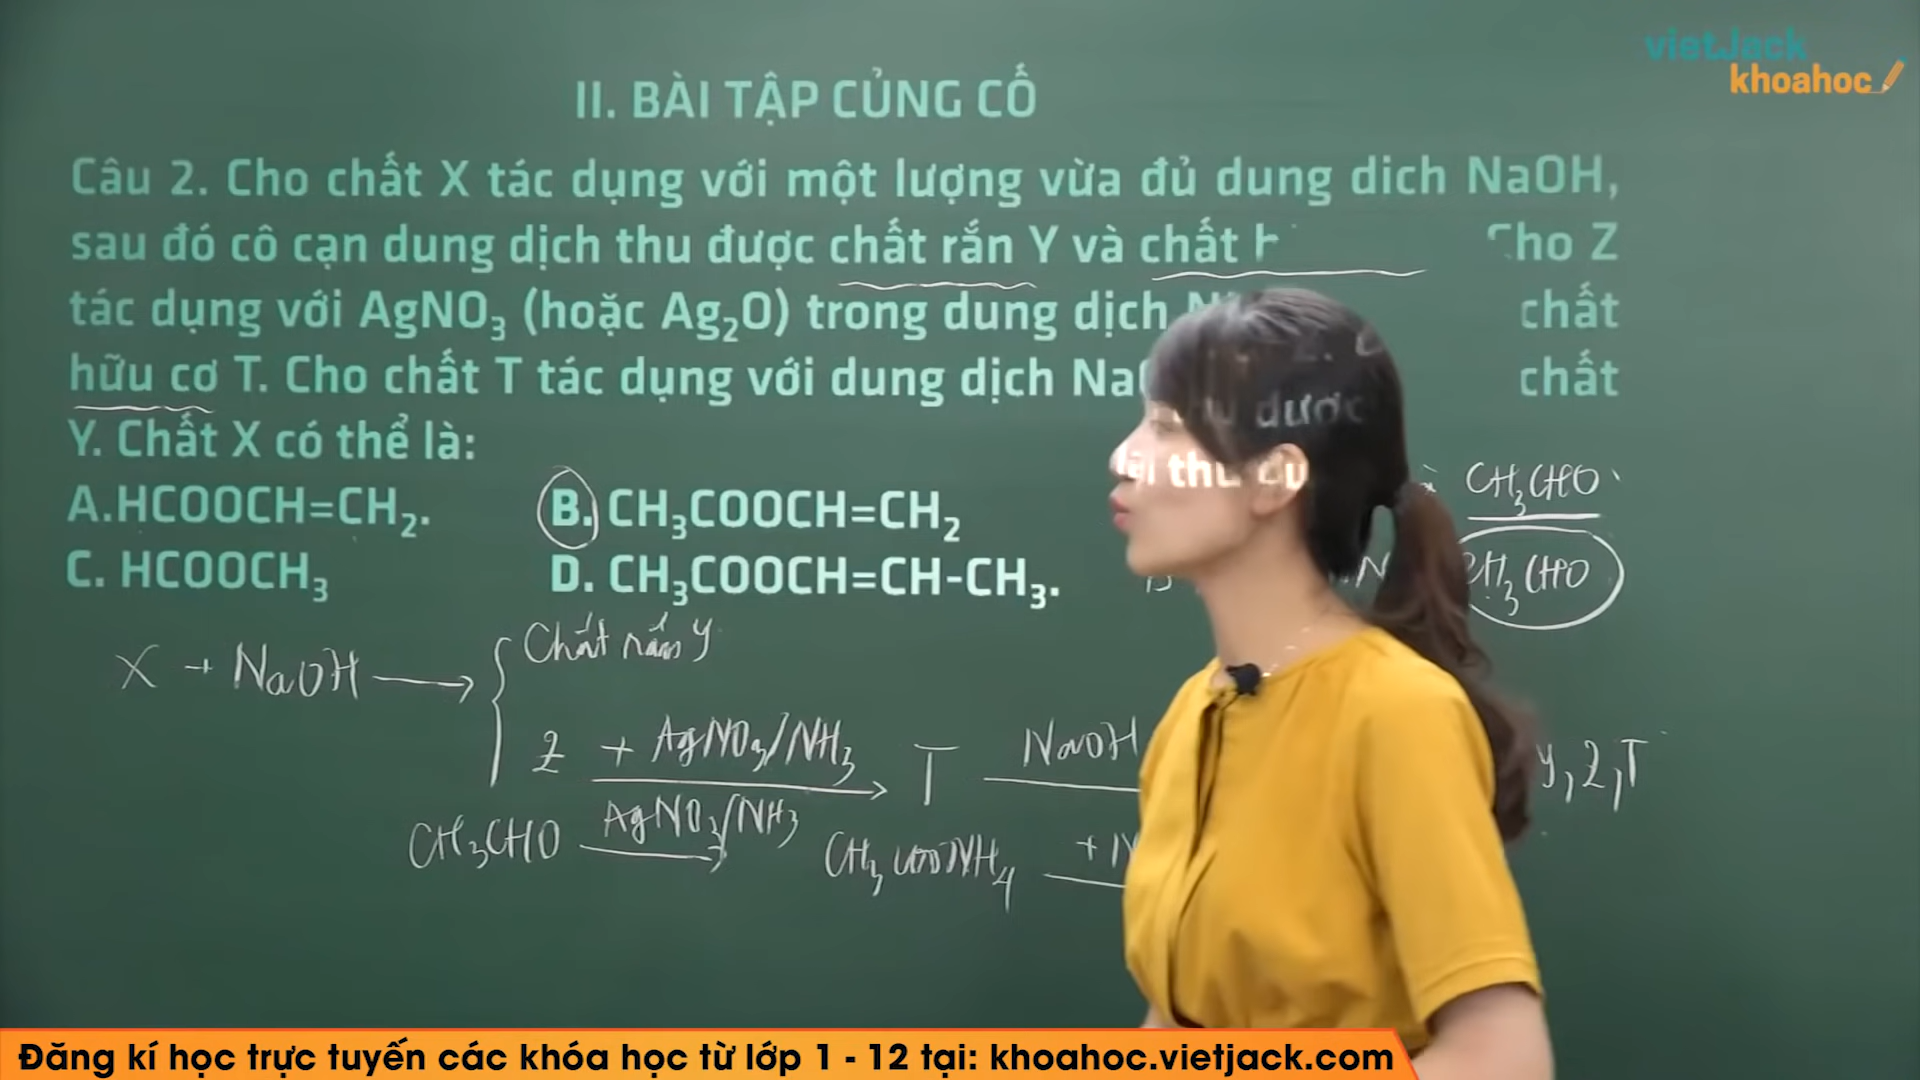 vietJack
khoahoc
II. BÀI TẬP CỦNG CỐ
Câu 2. Cho chất X tác dụng với một lượng vừa đủ dung dich NaOH,
sau đó cô cạn dung dịch thu được chất rắn Y và chất h Cho Z
tác dụng với AgNO₃ (hoặc Ag₂O) trong dung dịch chất
hữu cơ T. Cho chất T tác dụng với dung dịch Na chất
Y. Chất X có thể là:
A.HCOOCH=CH₂. B. CH₃COOCH=CH₂
C. HCOOCH₃ D. CH₃COOCH=CH-CH₃.
CH₃CHO
CH₃CHO
X + NaOH → Chất rắn Y
Z + AgNO₃/NH₃ → T NaOH Y, Z, T
CH₃CHO AgNO₃/NH₃ → CH₃COONH₄ + N
Đăng kí học trực tuyến các khóa học từ lớp 1 - 12 tại: khoahoc.vietjack.com